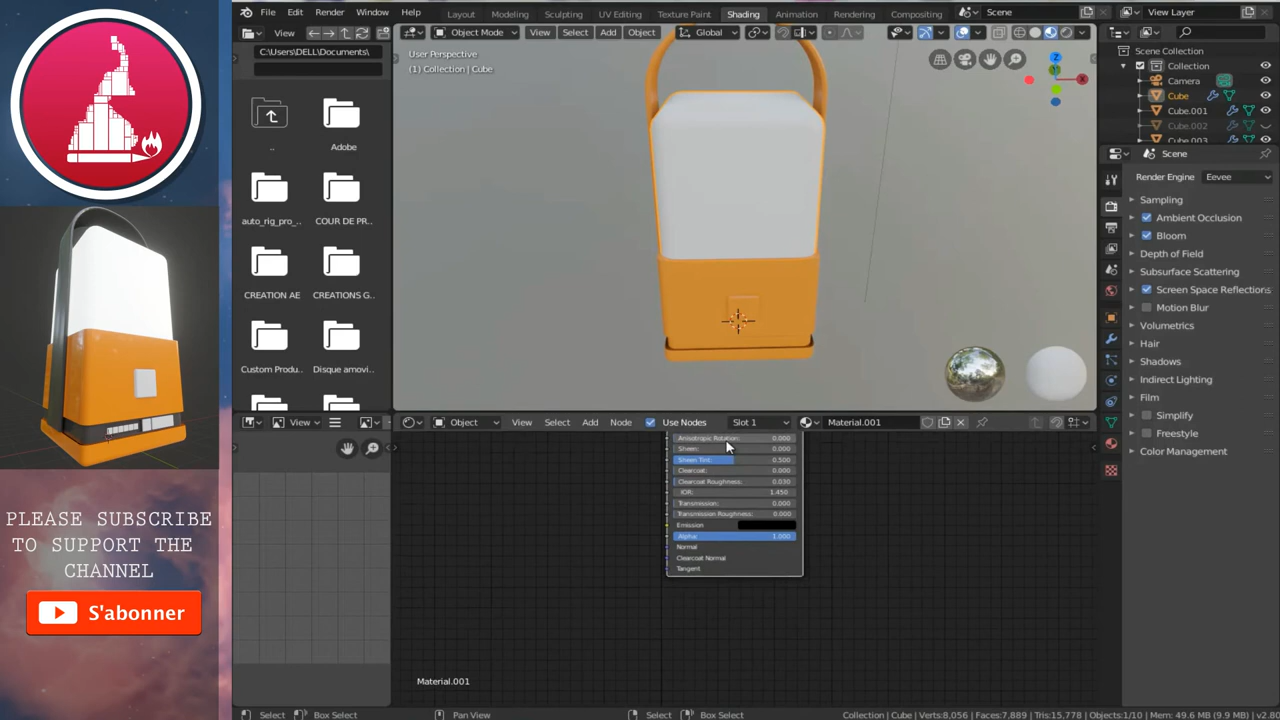 File Edit Render Window Help
Layout Modeling Sculpting UV Editing Texture Paint Shading Animation Rendering Compositing
Scene View Layer
View
Object Mode View Select Add Object Global
C:\Users\DELL\Documents\
User Perspective
(1) Collection | Cube
..
Adobe
auto_rig_pro_..
COUR DE PR...
CREATION AE
CREATIONS G...
Custom Produ...
Disque amovi...
Scene Collection
Collection
Camera
Cube
Cube.001
Cube.002
Cube.003
Scene
Render Engine Eevee
Sampling
Ambient Occlusion
Bloom
Depth of Field
Subsurface Scattering
Screen Space Reflections
Motion Blur
Volumetrics
Hair
Shadows
Indirect Lighting
Film
Simplify
Freestyle
Color Management
View
Object View Select Add Node Use Nodes Slot 1 Material.001
Anisotropic Rotation: 0.000
Sheen: 0.000
Sheen Tint: 0.500
Clearcoat: 0.000
Clearcoat Roughness: 0.030
IOR: 1.450
Transmission: 0.000
Transmission Roughness: 0.000
Emission
Alpha: 1.000
Normal
Clearcoat Normal
Tangent
Material.001
PLEASE SUBSCRIBE
TO SUPPORT THE
CHANNEL
S'abonner
Select Box Select Pan View Select Box Select
Collection | Cube | Verts:8,056 | Faces:7,889 | Tris:15,778 | Objects:1/10 | Mem: 49.6 MB (9.9 MB) | v2.80